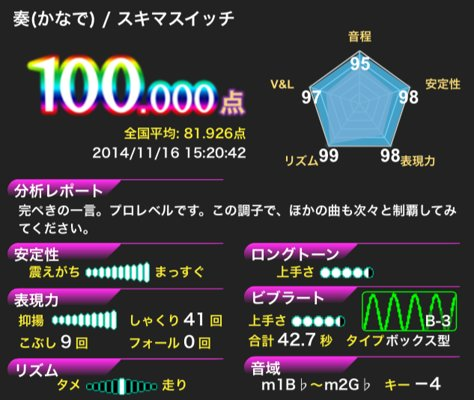 奏(かなで) / スキマスイッチ
100.000点
全国平均: 81.926点
2014/11/16 15:20:42
音程
95
V&L
97
安定性
98
リズム
99
表現力
98
分析レポート
完ぺきの一言。プロレベルです。この調子で、ほかの曲も次々と制覇してみ
てください。
安定性
震えがち まっすぐ
表現力
抑揚 しゃくり 41 回
こぶし 9 回 フォール 0 回
リズム
タメ 走り
ロングトーン
上手さ
ビブラート
上手さ
B-3
合計 42.7 秒 タイプ ボックス型
音域
m1B♭〜m2G♭ キー −4